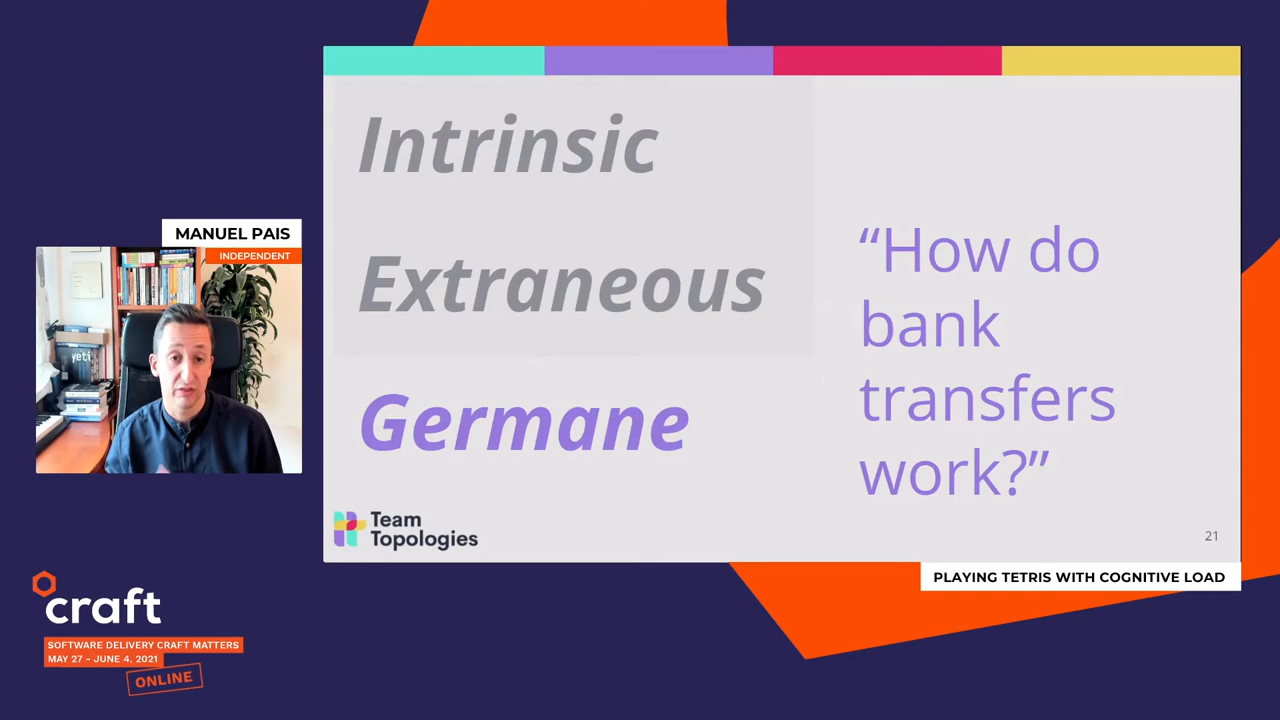 Intrinsic
Extraneous
Germane
“How do
bank
transfers
work?”
Team
Topologies
21
MANUEL PAIS
INDEPENDENT
yeti
PLAYING TETRIS WITH COGNITIVE LOAD
craft
SOFTWARE DELIVERY CRAFT MATTERS
MAY 27 - JUNE 4, 2021
ONLINE